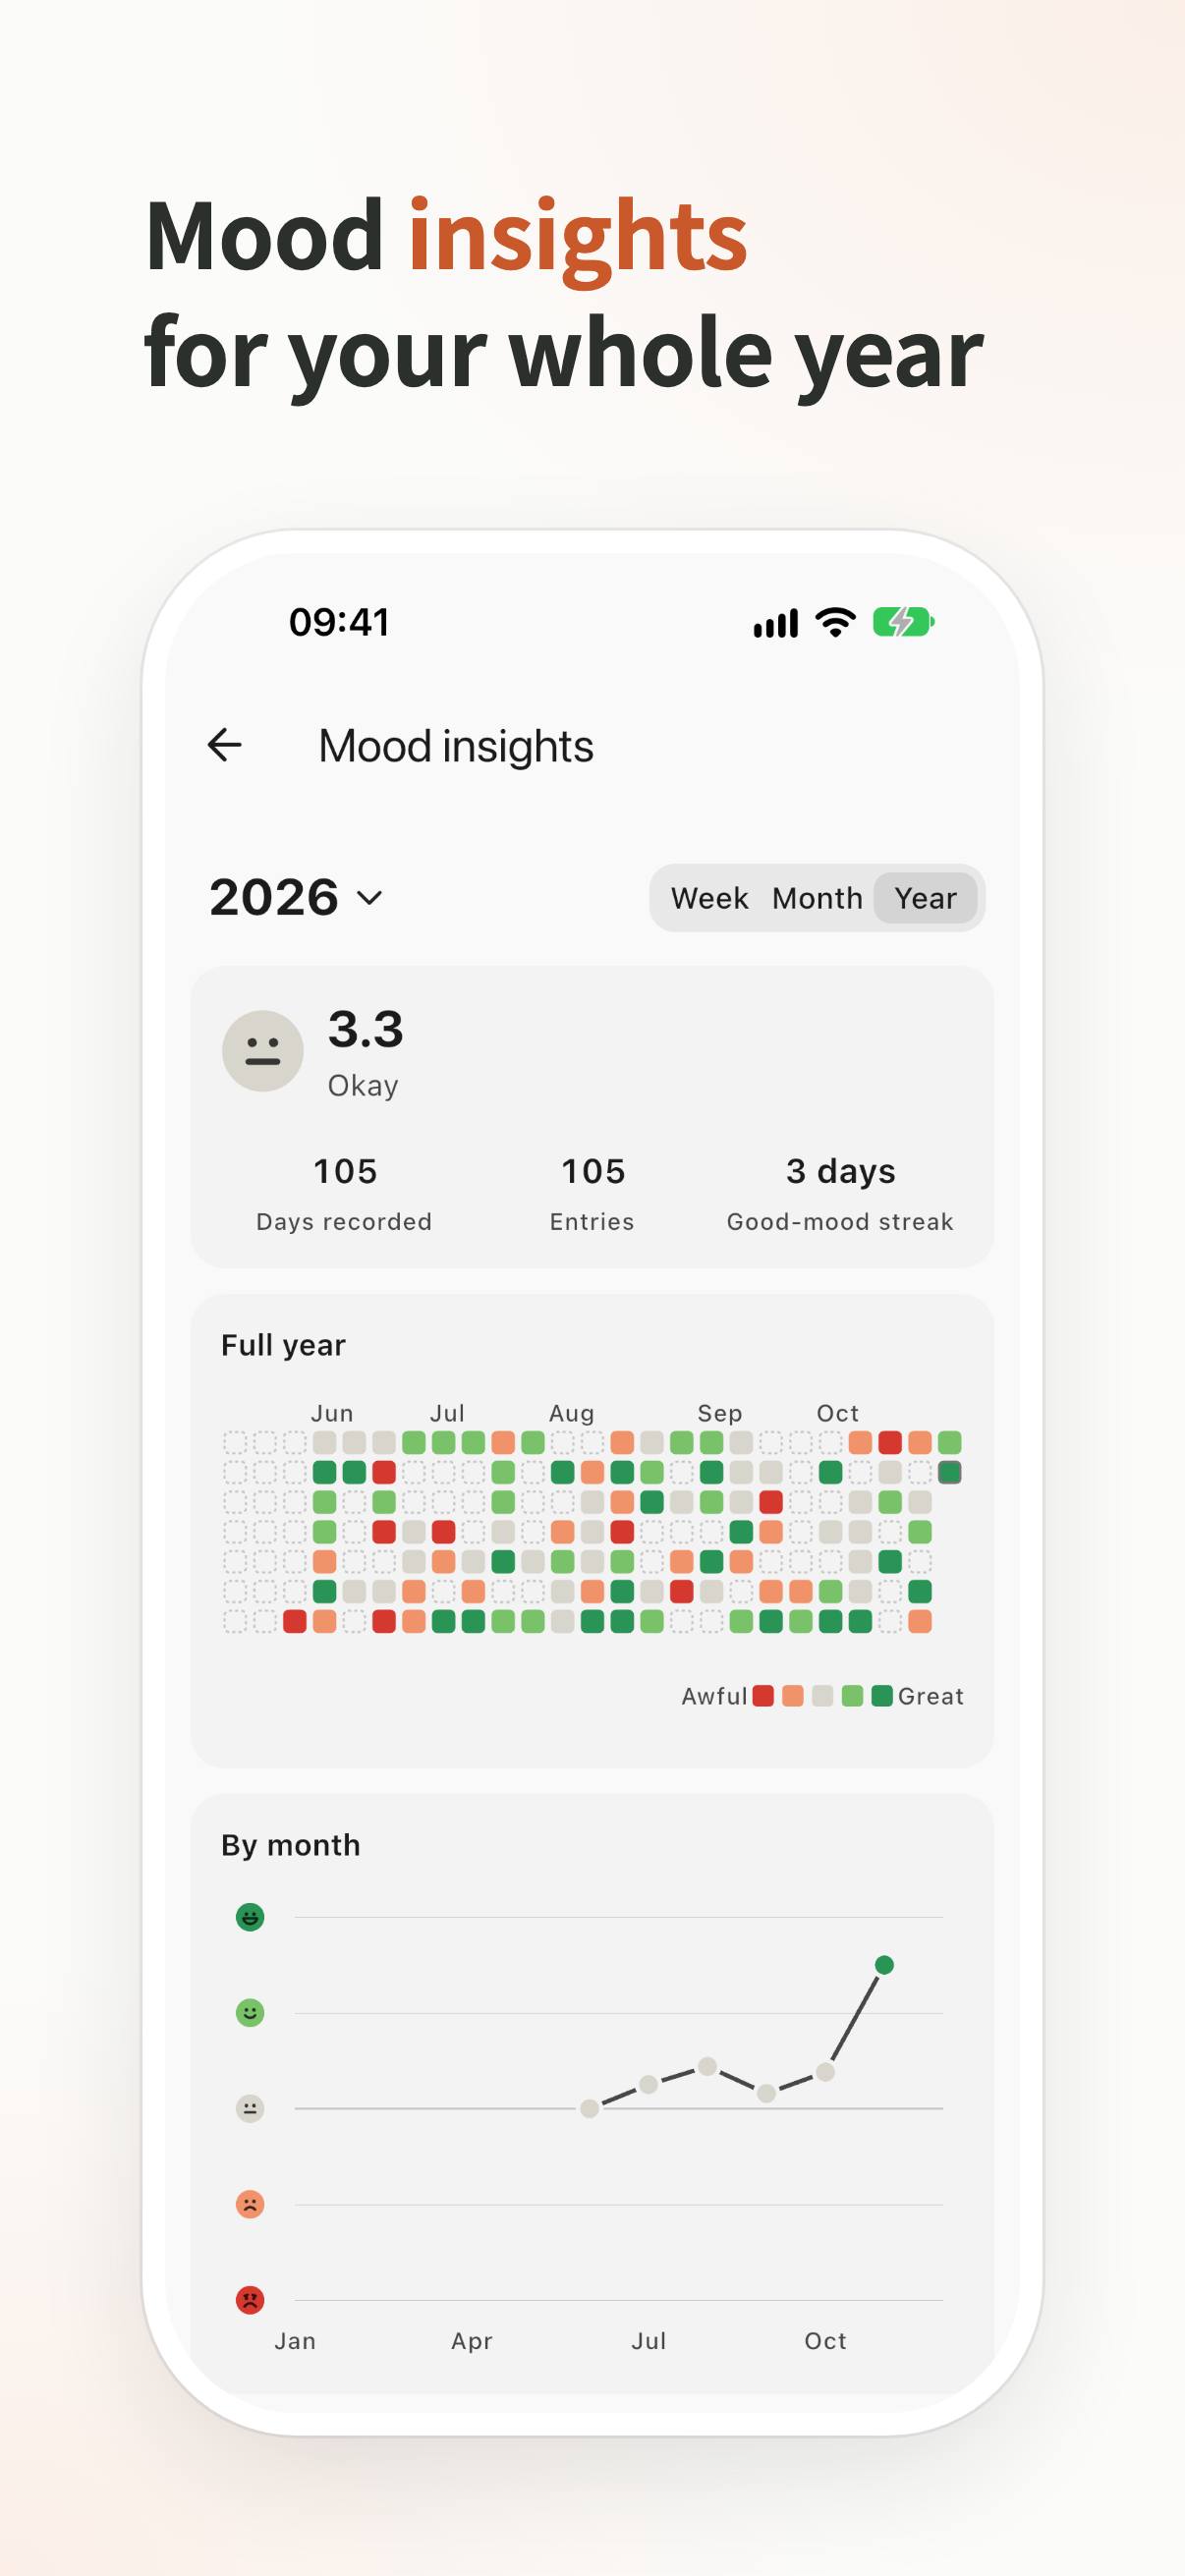 Mood insights
for your whole year
09:41
Mood insights
2026
Week Month Year
3.3
Okay
105 105 3 days
Days recorded Entries Good-mood streak
Full year
Jun Jul Aug Sep Oct
Awful Great
By month
Jan Apr Jul Oct